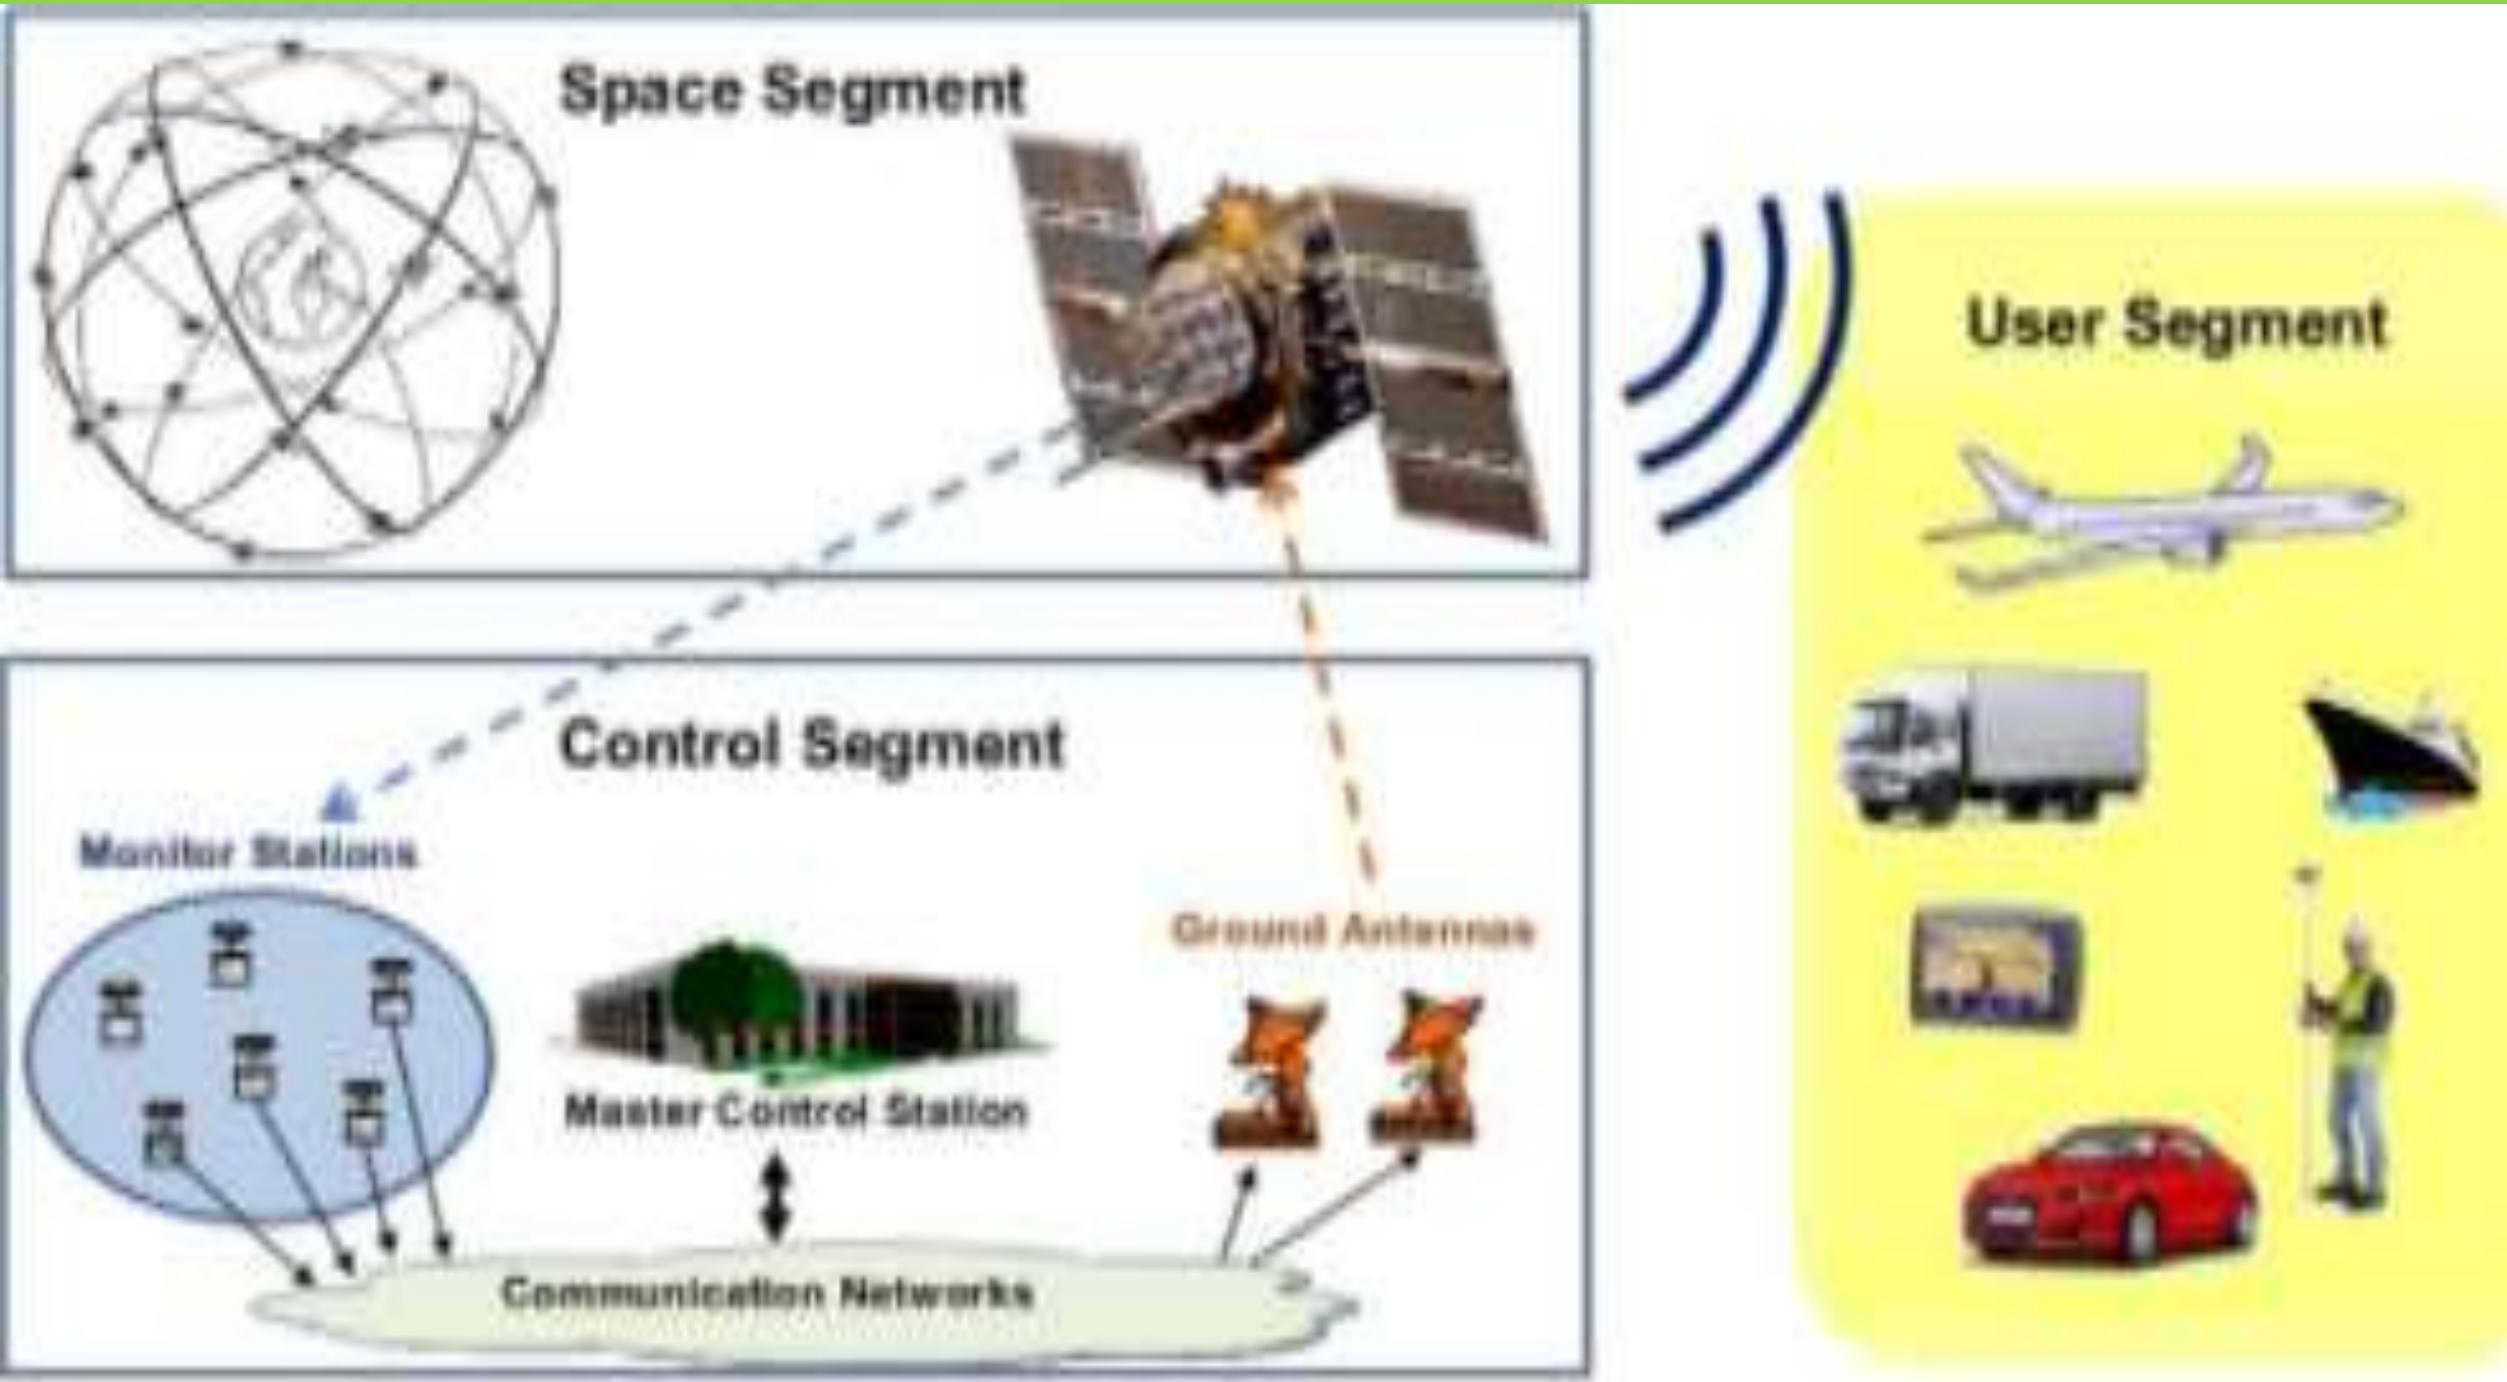 Space Segment
User Segment
Control Segment
Monitor Stations
Ground Antennas
Master Control Station
Communication Networks